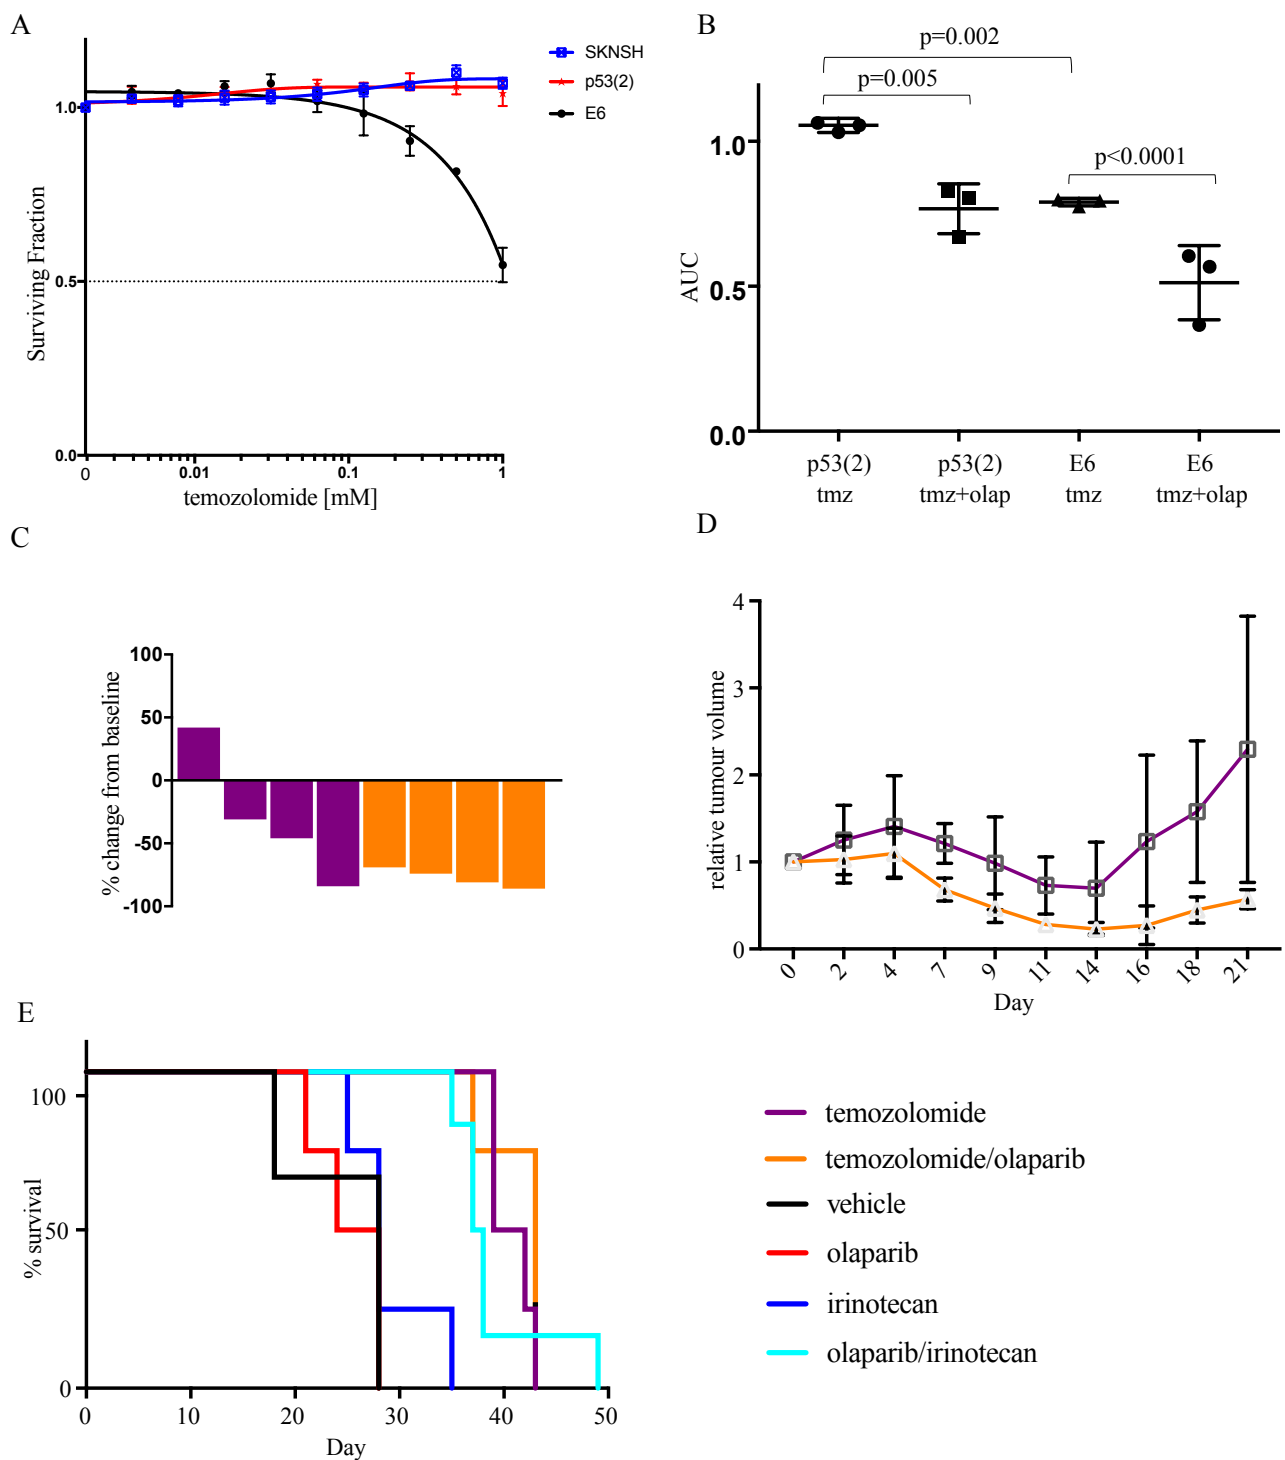 A
SKNSH
p53(2)
E6
1.0
0.5
0.0
Surviving Fraction
0
0.01
0.1
1
temozolomide [mM]
B
p=0.002
p=0.005
p<0.0001
1.0
0.5
0.0
AUC
p53(2)
tmz
p53(2)
tmz+olap
E6
tmz
E6
tmz+olap
C
100
50
0
-50
-100
% change from baseline
D
4
3
2
1
0
relative tumour volume
0
2
4
7
9
11
14
16
18
21
Day
E
100
50
0
% survival
0
10
20
30
40
50
Day
temozolomide
temozolomide/olaparib
vehicle
olaparib
irinotecan
olaparib/irinotecan